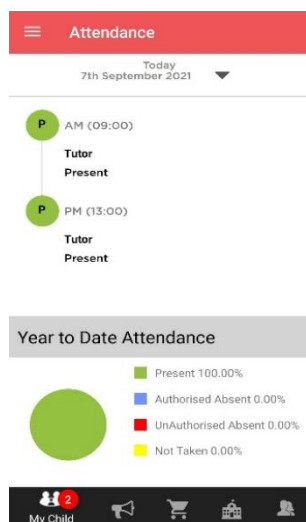 Attendance
Today
7th September 2021
P AM (09:00)
Tutor
Present
P PM (13:00)
Tutor
Present
Year to Date Attendance
Present 100.00%
Authorised Absent 0.00%
UnAuthorised Absent 0.00%
Not Taken 0.00%
2
My Child